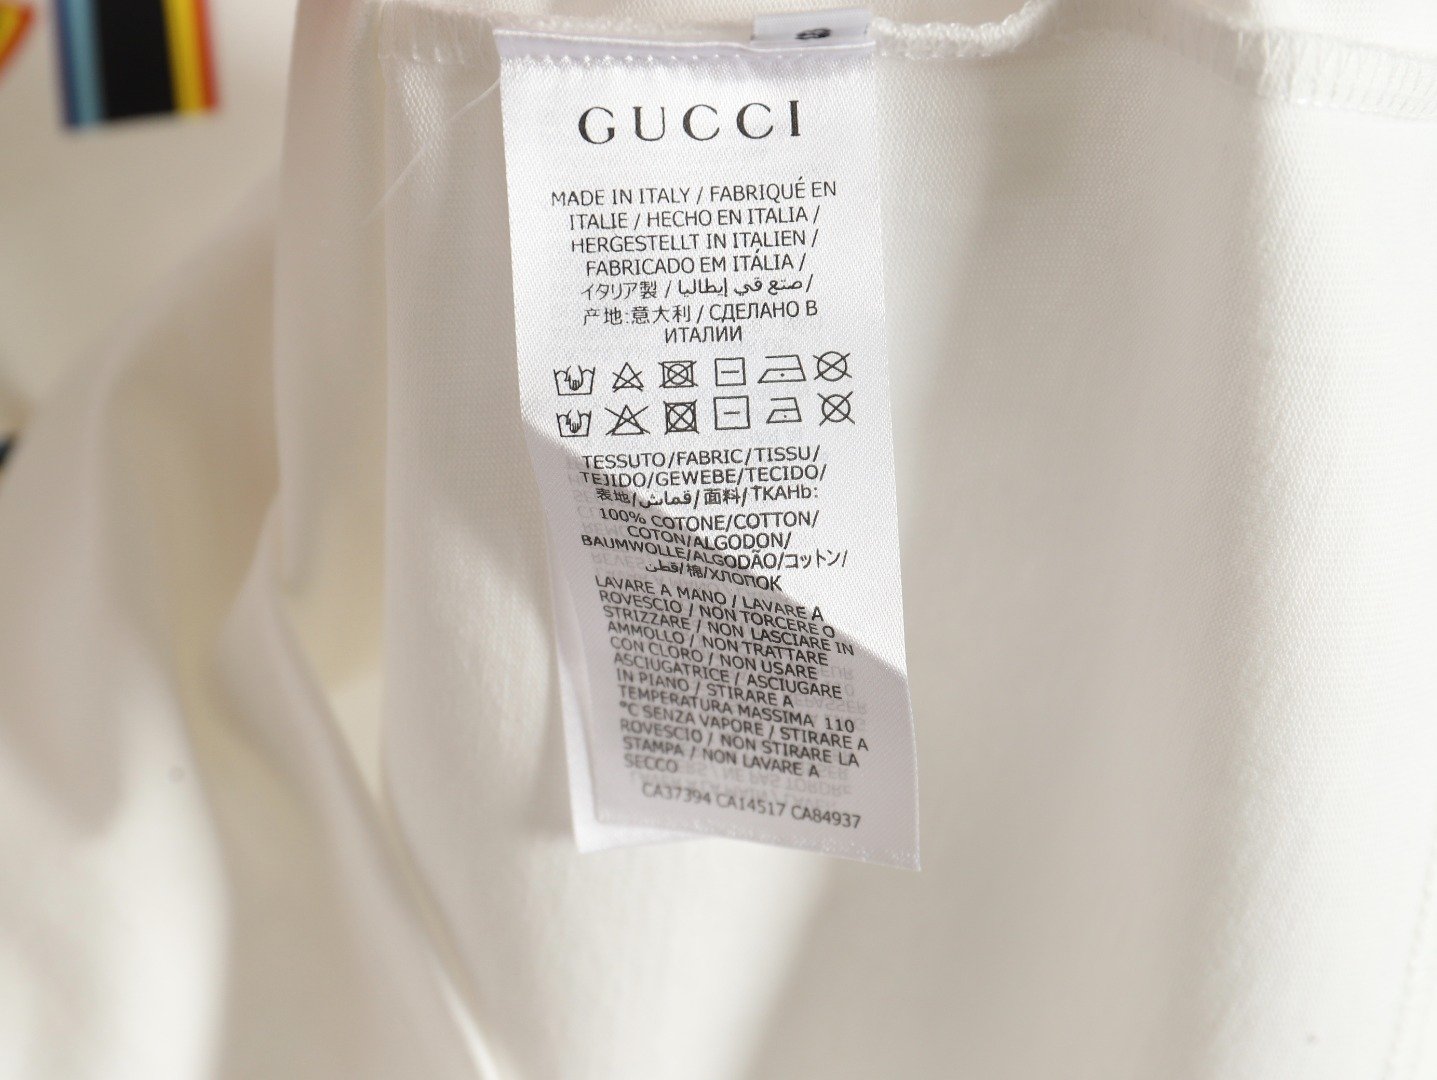 GUCCI
MADE IN ITALY / FABRIQUÉ EN
ITALIE / HECHO EN ITALIA /
HERGESTELLT IN ITALIEN /
FABRICADO EM ITÁLIA /
イタリア製 / صنع في إيطاليا /
产地:意大利 / СДЕЛАНО В
ИТАЛИИ
TESSUTO/FABRIC/TISSU/
TEJIDO/GEWEBE/TECIDO/
表地/قماش/面料/TKAHb:
100% COTONE/COTTON/
COTON/ALGODON/
BAUMWOLLE/ALGODÃO/コットン/
قطن/棉/ХЛОПОК
LAVARE A MANO / LAVARE A
ROVESCIO / NON TORCERE O
STRIZZARE / NON LASCIARE IN
AMMOLLO / NON TRATTARE
CON CLORO / NON USARE
ASCIUGATRICE / ASCIUGARE
IN PIANO / STIRARE A
TEMPERATURA MASSIMA 110
°C SENZA VAPORE / STIRARE A
ROVESCIO / NON STIRARE LA
STAMPA / NON LAVARE A
SECCO
CA37394 CA14517 CA84937